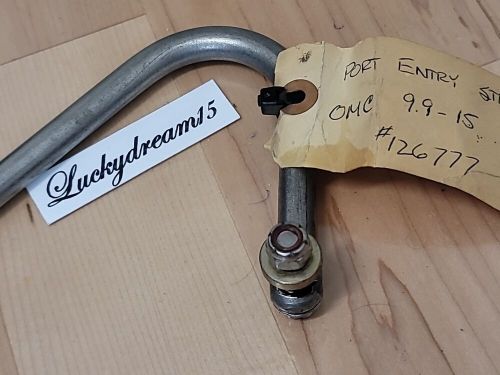 PORT ENTRY
OMC 9.9-15
#126777
Luckydream15